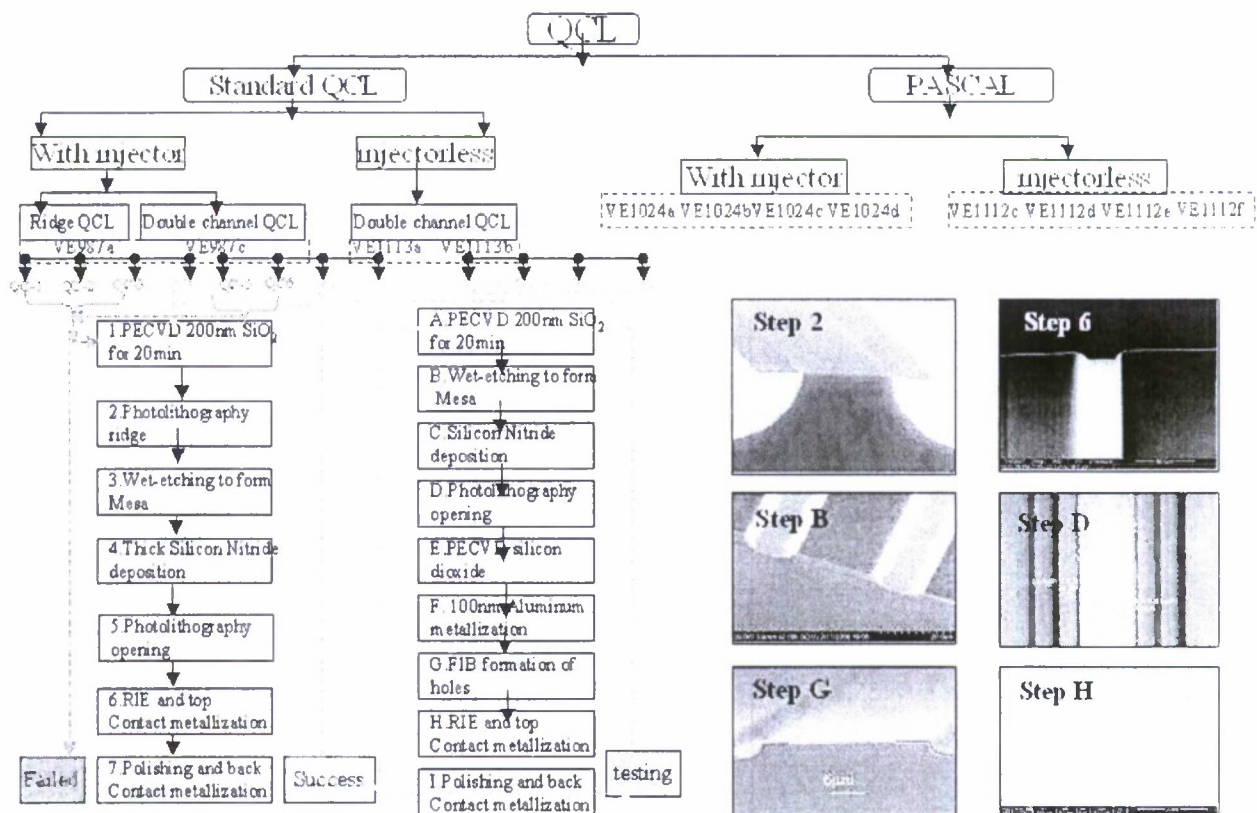 QCL
Standard QCL
PASCAL
With injector
injectorless
With injector
injectorless
VE1024a VE1024b VE1024c VE1024d
VE1112c VE1112d VE1112e VE1112f
Ridge QCL
Double channel QCL
Double channel QCL
VE987a
VE987c
VE1113a VE1113b
1.PECVD 200nm SiO2
for 20min
2.Photolithography
ridge
3.Wet-etching to form
Mesa
4.Thick Silicon Nitride
deposition
5.Photolithography
opening
6.RIE and top
Contact metallization
7.Polishing and back
Contact metallization
Failed
Success
A.PECVD 200nm SiO2
for 20min
B.Wet-etching to form
Mesa
C.Silicon Nitride
deposition
D.Photolithography
opening
E.PECVD silicon
dioxide
F. 100nm Aluminum
metallization
G.FIB formation of
holes
H.RIE and top
Contact metallization
I Polishing and back
Contact metallization
testing
Step 2
Step 6
Step B
Step D
Step G
6μm
Step H